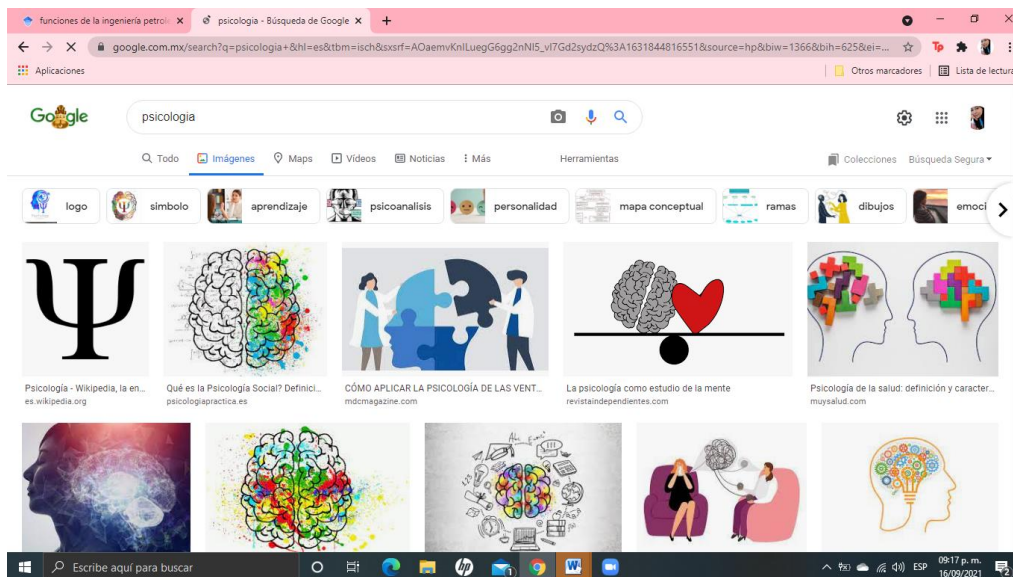 funciones de la ingeniería petrol
psicologia - Búsqueda de Google
google.com.mx/search?q=psicologia+&hl=es&tbm=isch&sxsrf=AOaemvKnlLuegG6gg2nNI5_vl7Gd2sydzQ%3A1631844816551&source=hp&biw=1366&bih=625&ei=...
Tp
Aplicaciones
Otros marcadores
Lista de lectura
Google
psicologia
Todo
Imágenes
Maps
Vídeos
Noticias
Más
Herramientas
Colecciones
Búsqueda Segura
logo
simbolo
aprendizaje
psicoanalisis
personalidad
mapa conceptual
ramas
dibujos
emoci
Ψ
Psicología - Wikipedia, la en...
es.wikipedia.org
Qué es la Psicología Social? Definici...
psicologiapractica.es
CÓMO APLICAR LA PSICOLOGÍA DE LAS VENT...
mdcmagazine.com
La psicología como estudio de la mente
revistaindependientes.com
Psicología de la salud: definición y caracter...
muysalud.com
Escribe aquí para buscar
hp
W
ESP
09:17 p. m.
16/09/2021
2